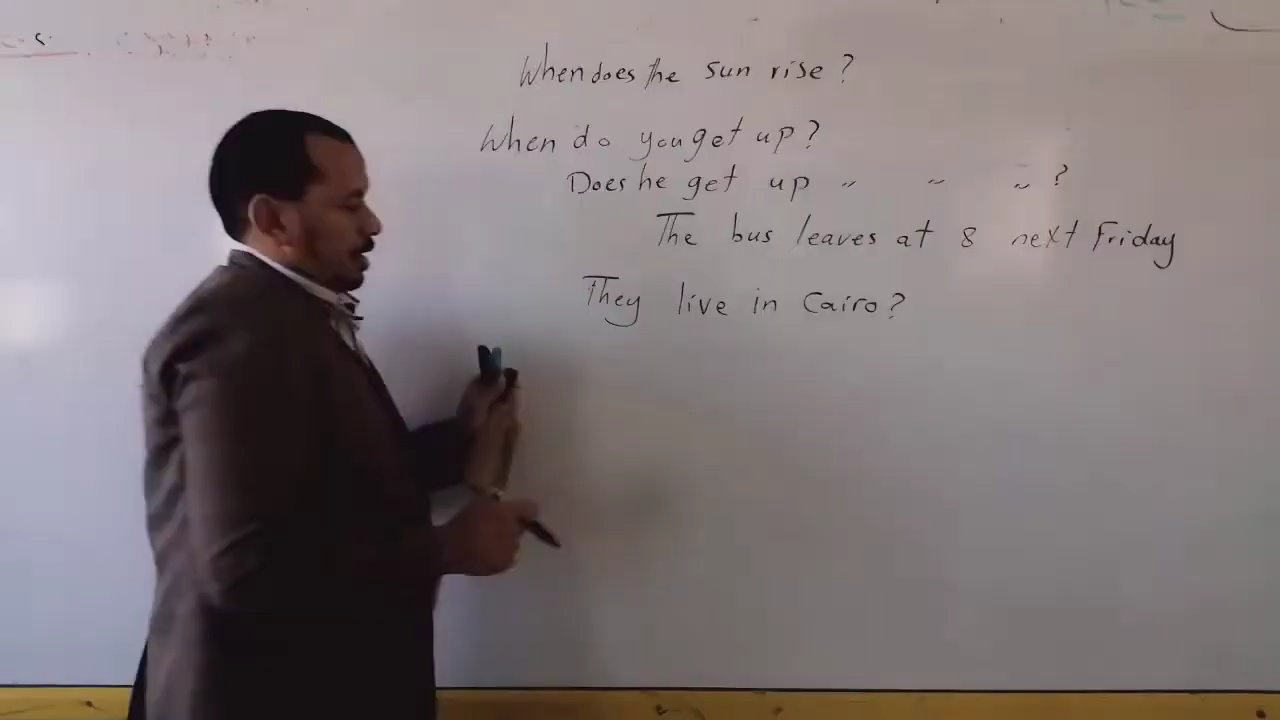 When does the sun rise?
When do you get up?
Does he get up " " " ?
The bus leaves at 8 next Friday
They live in Cairo?